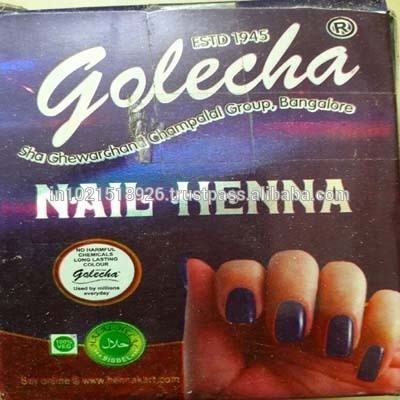 ESTD 1945
golecha ®
Sha Ghewarchand Champalal Group, Bangalore
in1021518926.trustpass.alibaba.com
NAIL HENNA
NO HARMFUL
CHEMICALS
LONG LASTING
COLOUR
golecha
Used by millions
everyday
100%
VEG
حلال
Buy online @ www.hennakart.com